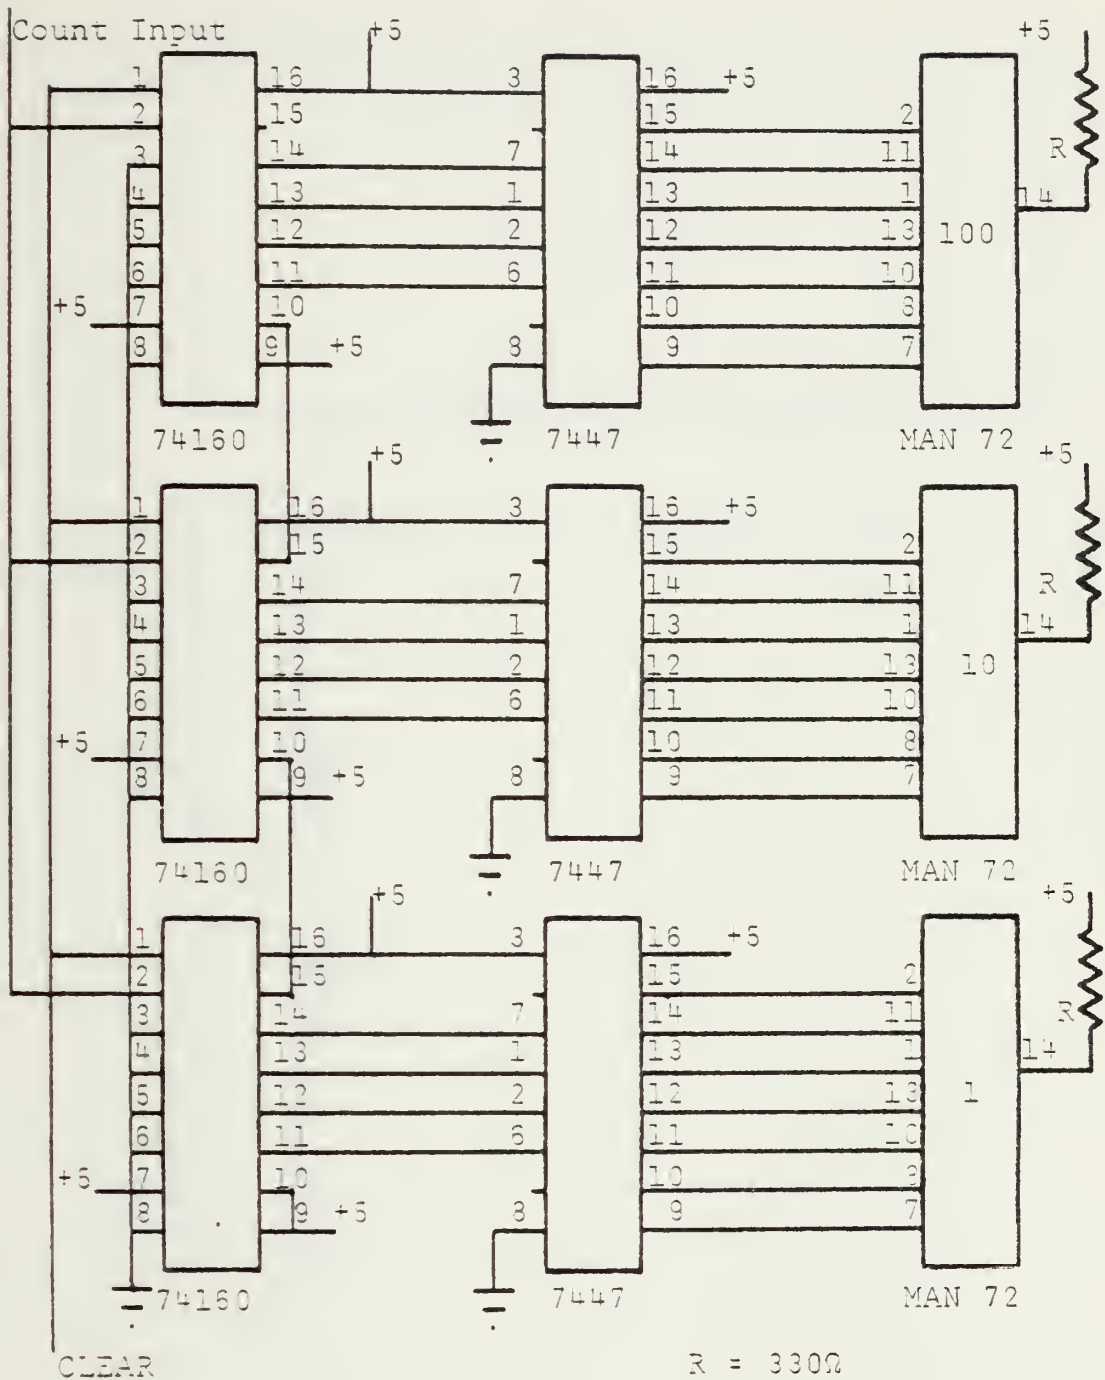 Count Input
+5
+5
1 16 3 16 +5
2 15 15 2
3 14 7 14 11 R
4 13 1 13 1 14
5 12 2 12 13 100
6 11 6 11 10
+5 7 10 10 8
8 9 +5 8 9 7
74160 7447 MAN 72
+5 +5
1 16 3 16 +5
2 15 15 2
3 14 7 14 11 R
4 13 1 13 1 14
5 12 2 12 13 10
6 11 6 11 10
+5 7 10 10 8
8 9 +5 8 9 7
74160 7447 MAN 72
+5 +5
1 16 3 16 +5
2 15 15 2
3 14 7 14 11 R
4 13 1 13 1 14
5 12 2 12 13 1
6 11 6 11 10
+5 7 10 10 8
8 9 +5 8 9 7
74160 7447 MAN 72
CLEAR R = 330Ω